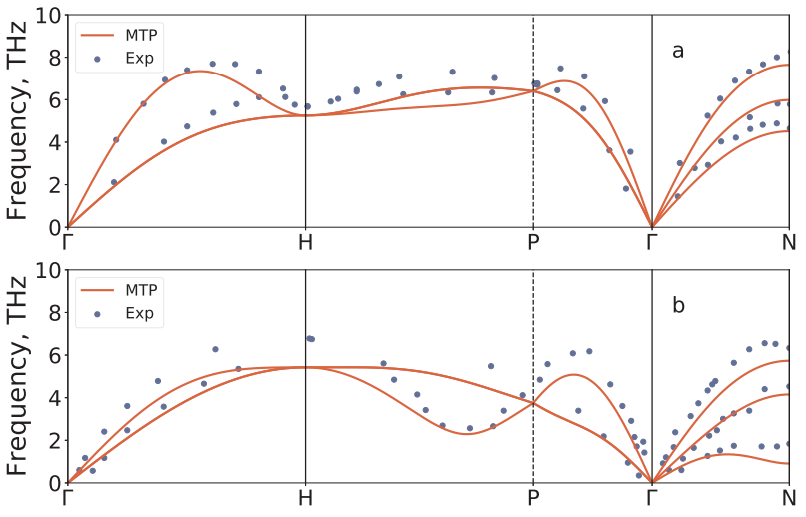 10
8
6
4
2
0
Frequency, THz
MTP
Exp
a
Γ H P Γ N
10
8
6
4
2
0
Frequency, THz
MTP
Exp
b
Γ H P Γ N